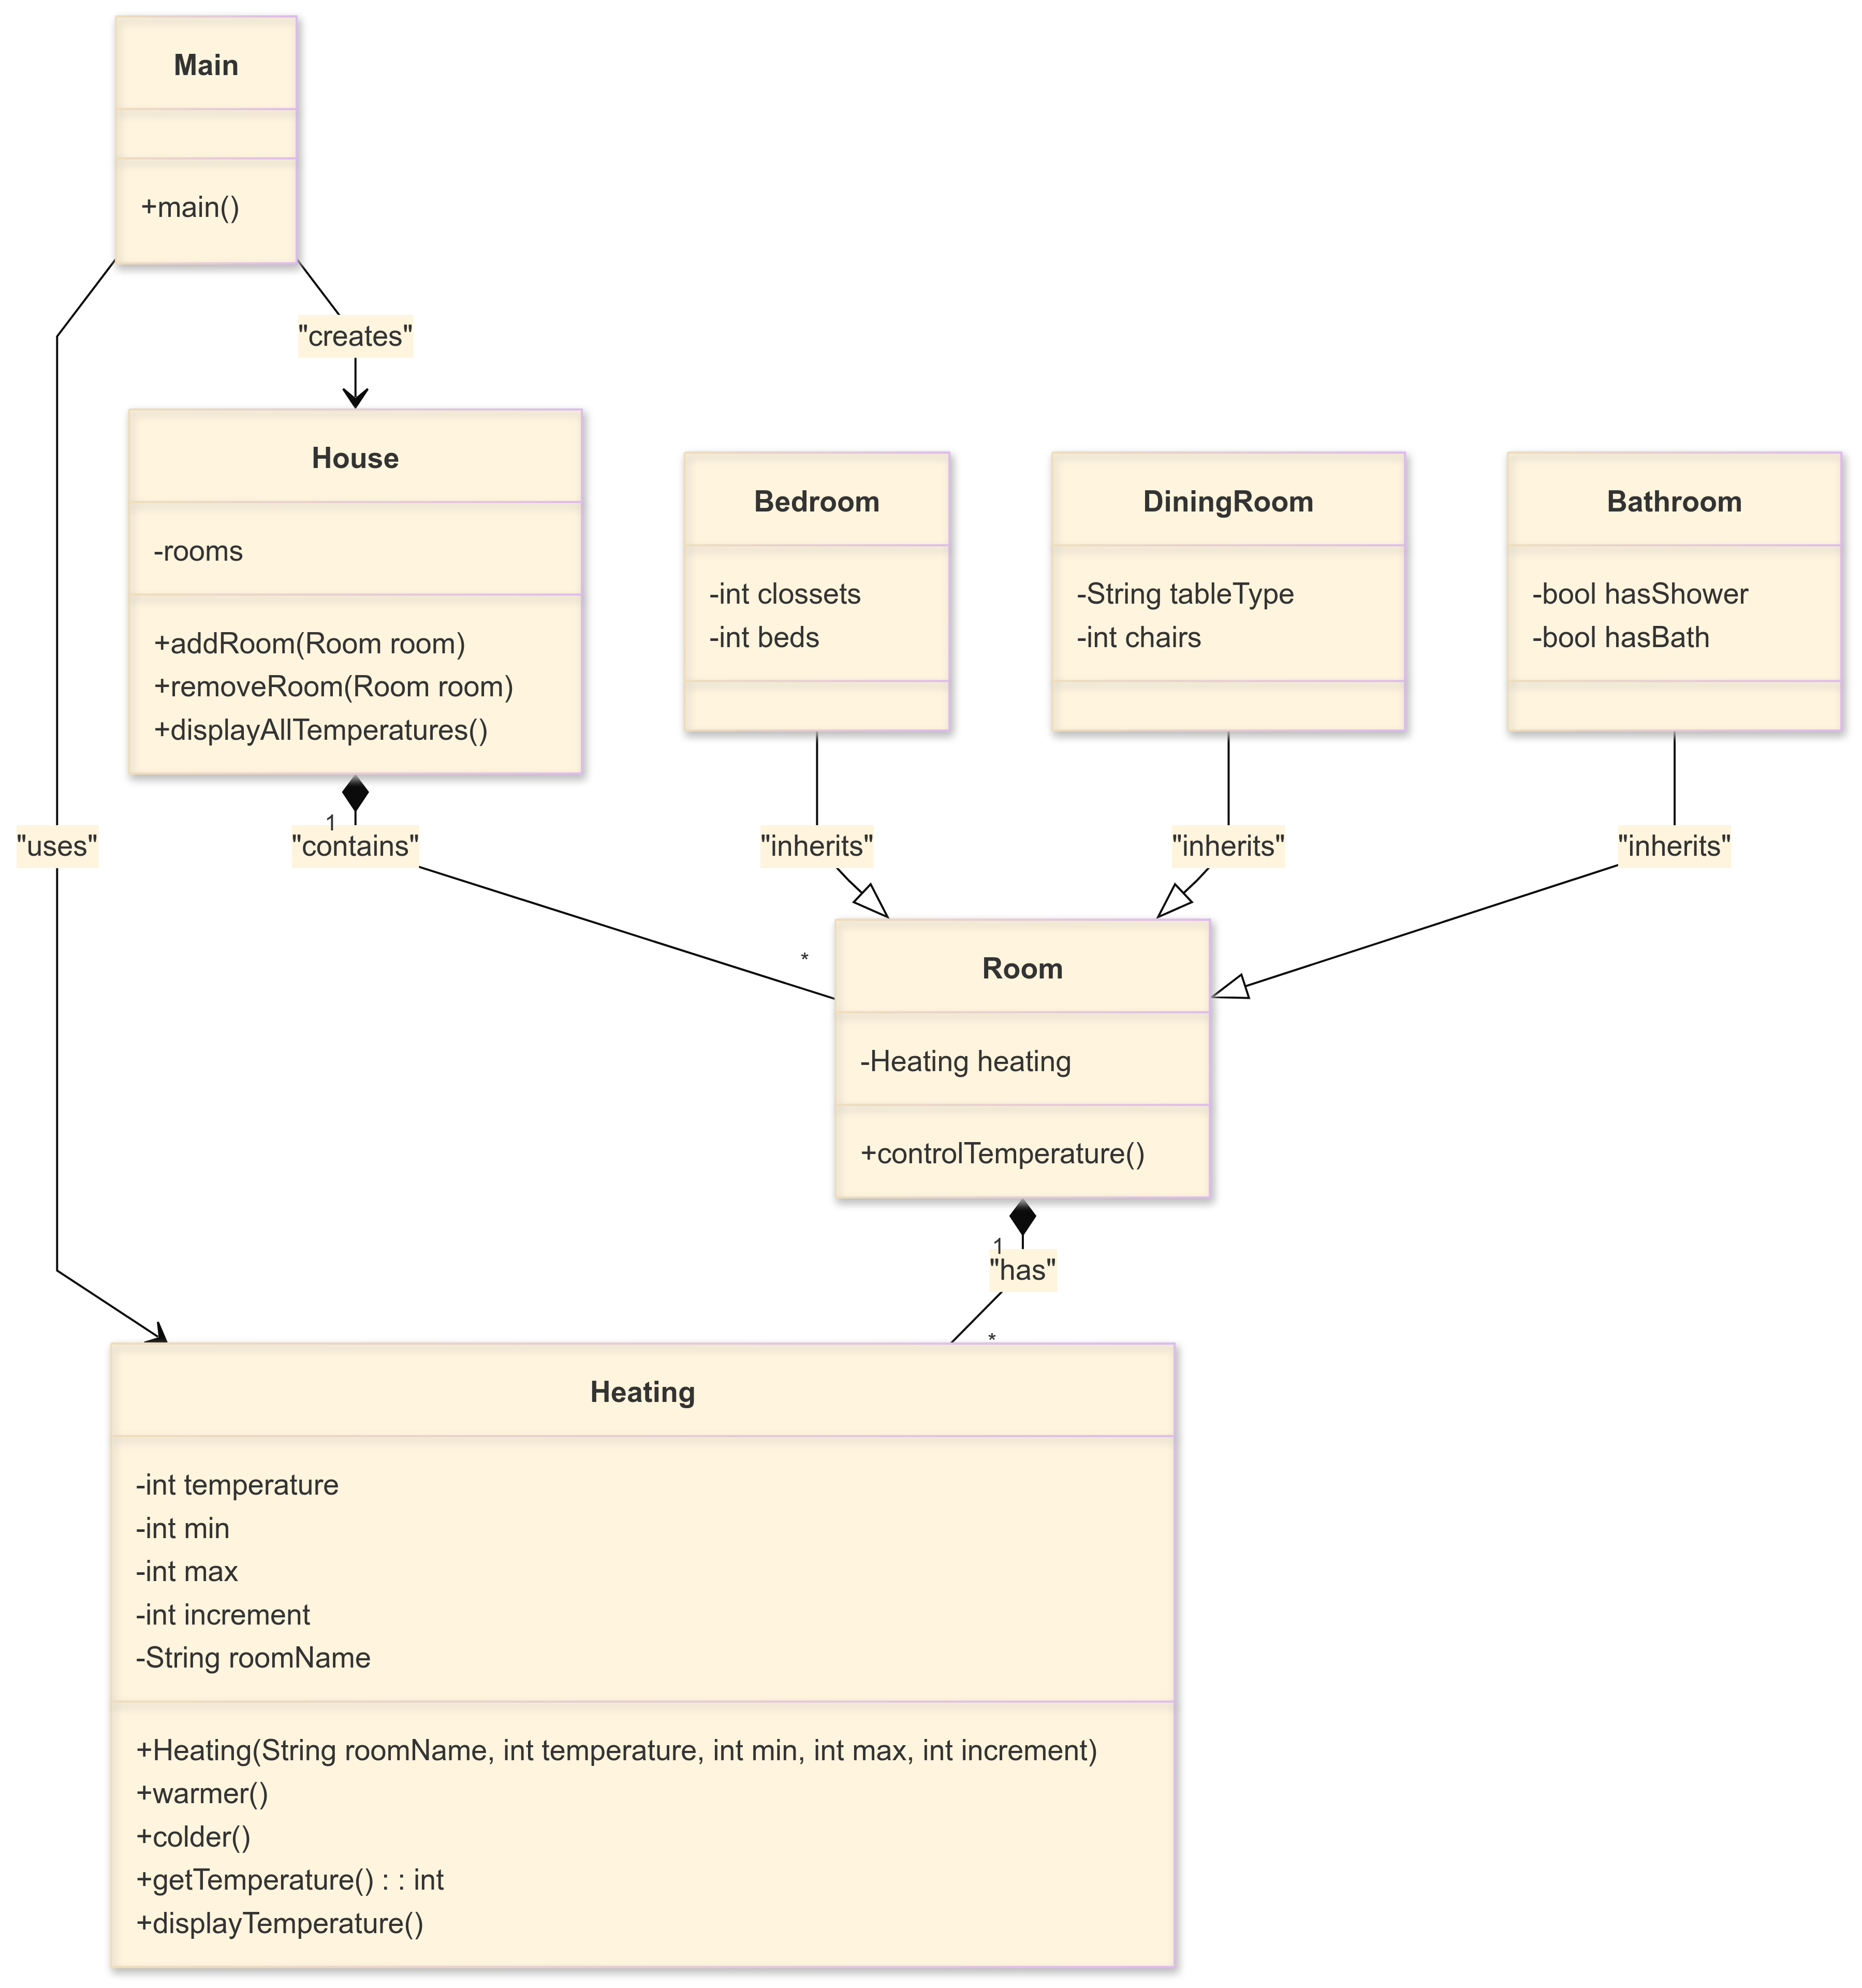 Main
+main()
"creates"
House
-rooms
+addRoom(Room room)
+removeRoom(Room room)
+displayAllTemperatures()
Bedroom
-int clossets
-int beds
DiningRoom
-String tableType
-int chairs
Bathroom
-bool hasShower
-bool hasBath
"uses"
1
"contains"
*
"inherits"
"inherits"
"inherits"
Room
-Heating heating
+controlTemperature()
1
"has"
*
Heating
-int temperature
-int min
-int max
-int increment
-String roomName
+Heating(String roomName, int temperature, int min, int max, int increment)
+warmer()
+colder()
+getTemperature() : : int
+displayTemperature()